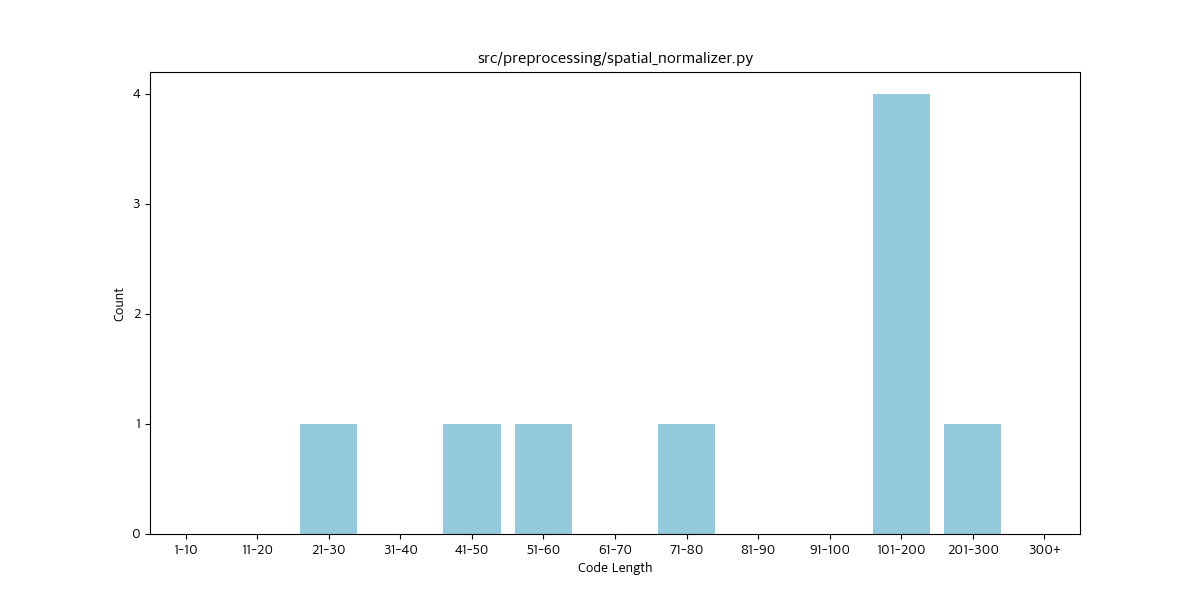 src/preprocessing/spatial_normalizer.py
4
3
2
1
0
Count
1-10 11-20 21-30 31-40 41-50 51-60 61-70 71-80 81-90 91-100 101-200 201-300 300+
Code Length